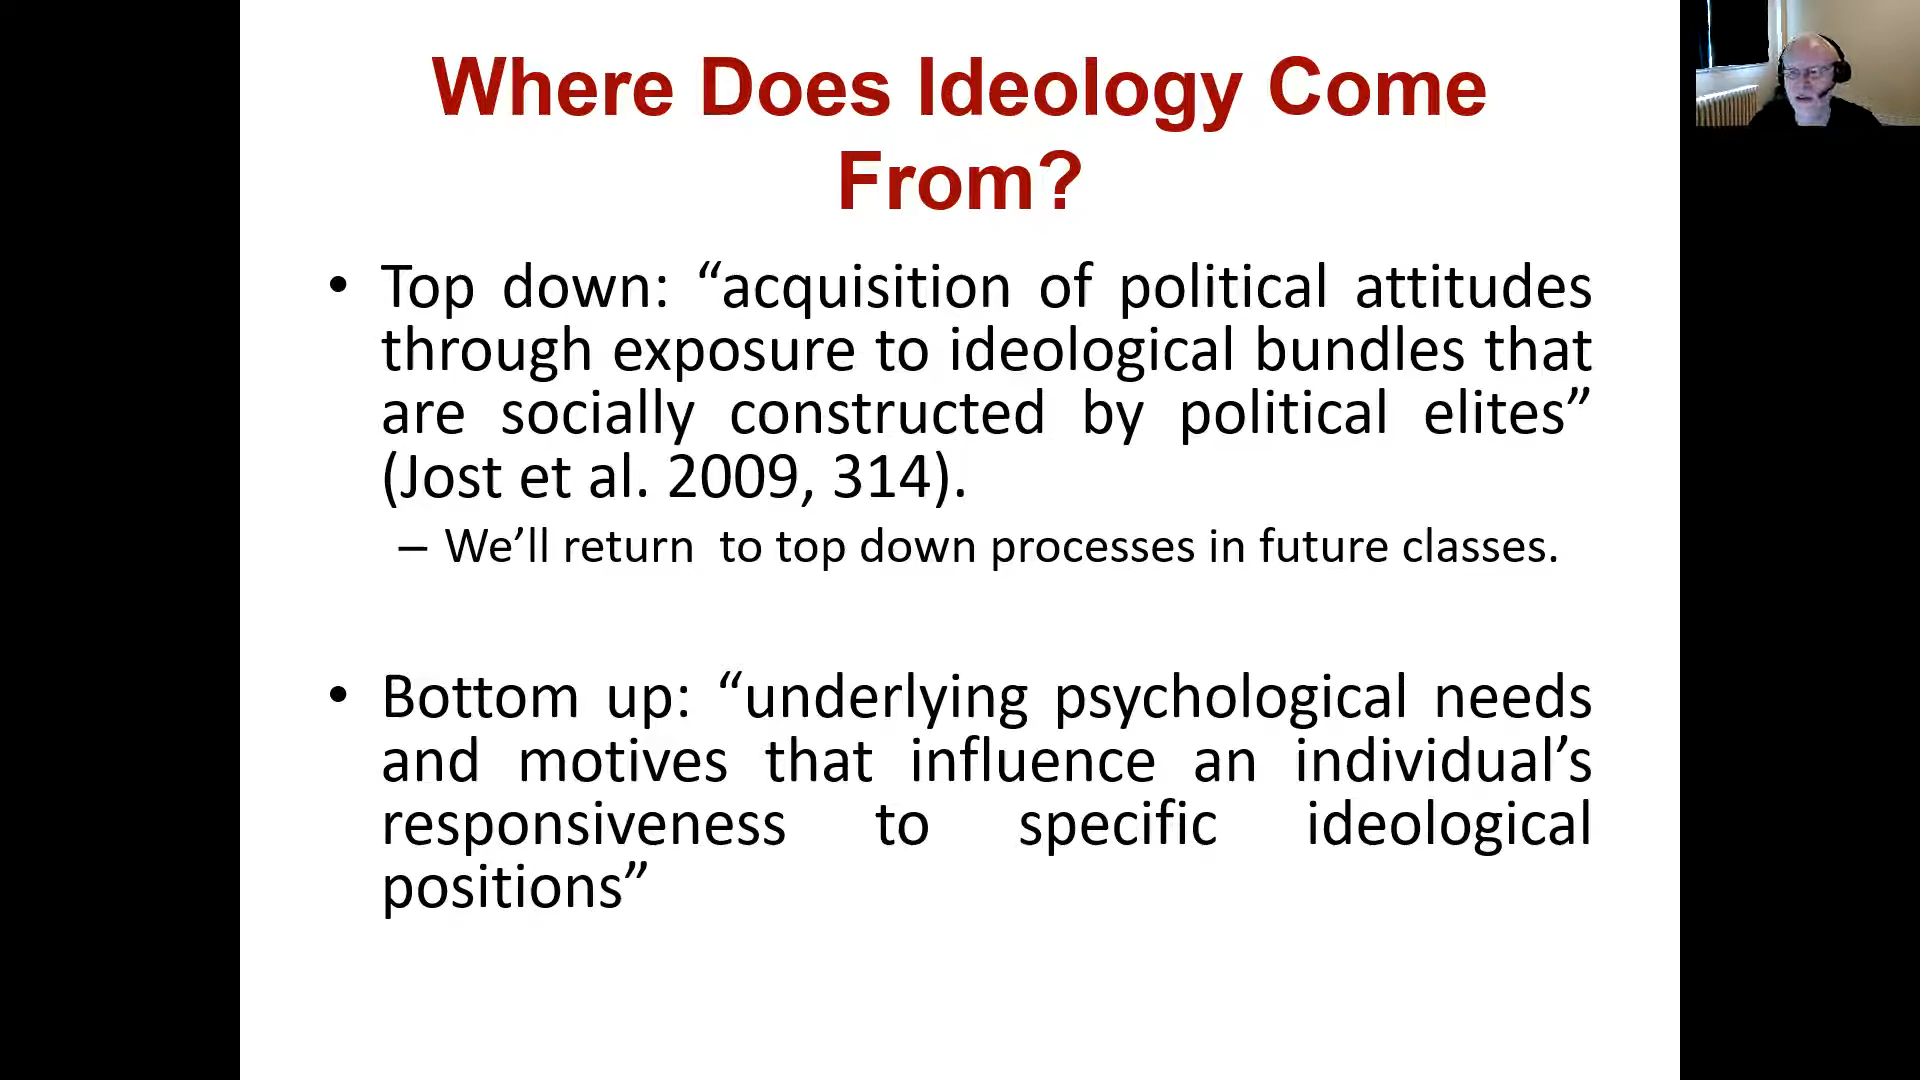 Where Does Ideology Come
From?
• Top down: “acquisition of political attitudes
through exposure to ideological bundles that
are socially constructed by political elites”
(Jost et al. 2009, 314).
– We’ll return  to top down processes in future classes.
• Bottom up: “underlying psychological needs
and motives that influence an individual’s
responsiveness to specific ideological
positions”